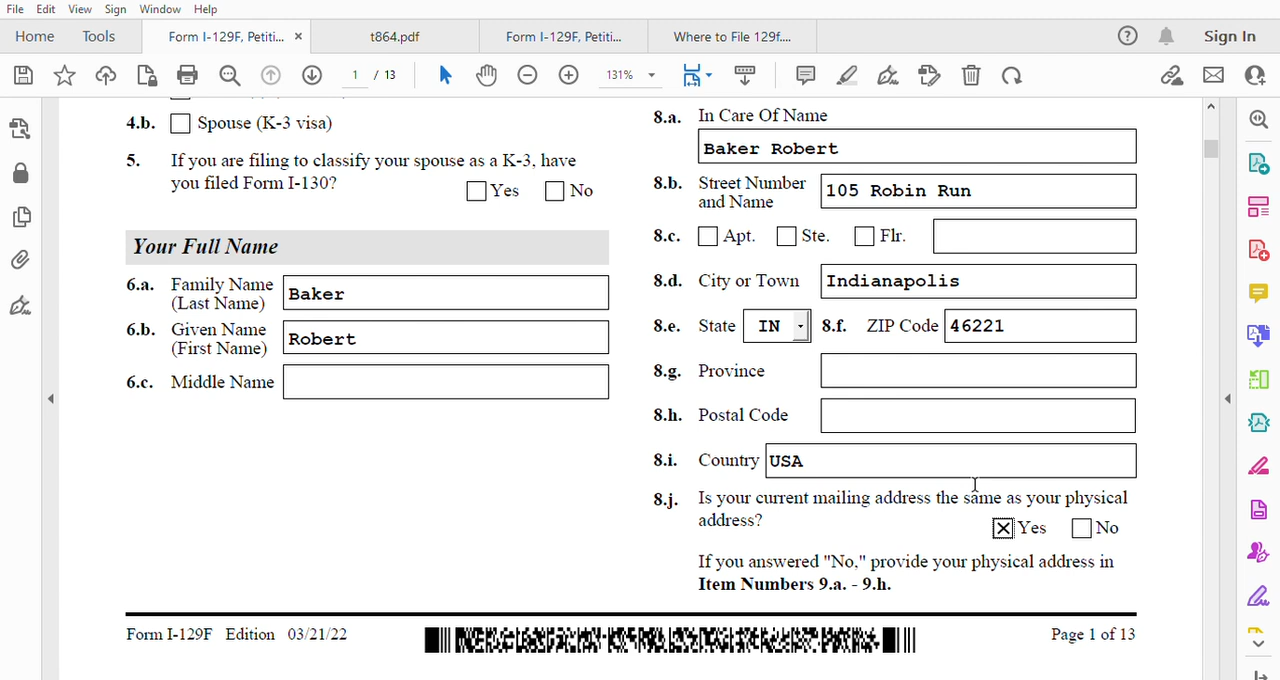 File Edit View Sign Window Help
Home Tools Form I-129F, Petiti... × t864.pdf Form I-129F, Petiti... Where to File 129f.... Sign In
1 / 13 131%
4.b. Spouse (K-3 visa)
5. If you are filing to classify your spouse as a K-3, have
you filed Form I-130?
Yes No
Your Full Name
6.a. Family Name
(Last Name)
Baker
6.b. Given Name
(First Name)
Robert
6.c. Middle Name
8.a. In Care Of Name
Baker Robert
8.b. Street Number
and Name
105 Robin Run
8.c. Apt. Ste. Flr.
8.d. City or Town Indianapolis
8.e. State IN 8.f. ZIP Code 46221
8.g. Province
8.h. Postal Code
8.i. Country USA
8.j. Is your current mailing address the same as your physical
address?
Yes No
If you answered "No," provide your physical address in
Item Numbers 9.a. - 9.h.
Form I-129F Edition 03/21/22 Page 1 of 13